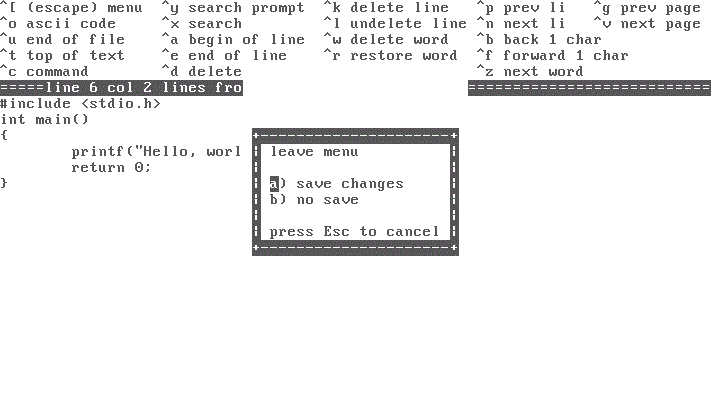 ^[ (escape) menu ^y search prompt ^k delete line ^p prev li ^g prev page
^o ascii code ^x search ^l undelete line ^n next li ^v next page
^u end of file ^a begin of line ^w delete word ^b back 1 char
^t top of text ^e end of line ^r restore word ^f forward 1 char
^c command ^d delete ^z next word
=====line 6 col 2 lines fro ===========================
#include <stdio.h>
int main()
{
printf("Hello, worl
return 0;
}
leave menu
a) save changes
b) no save
press Esc to cancel